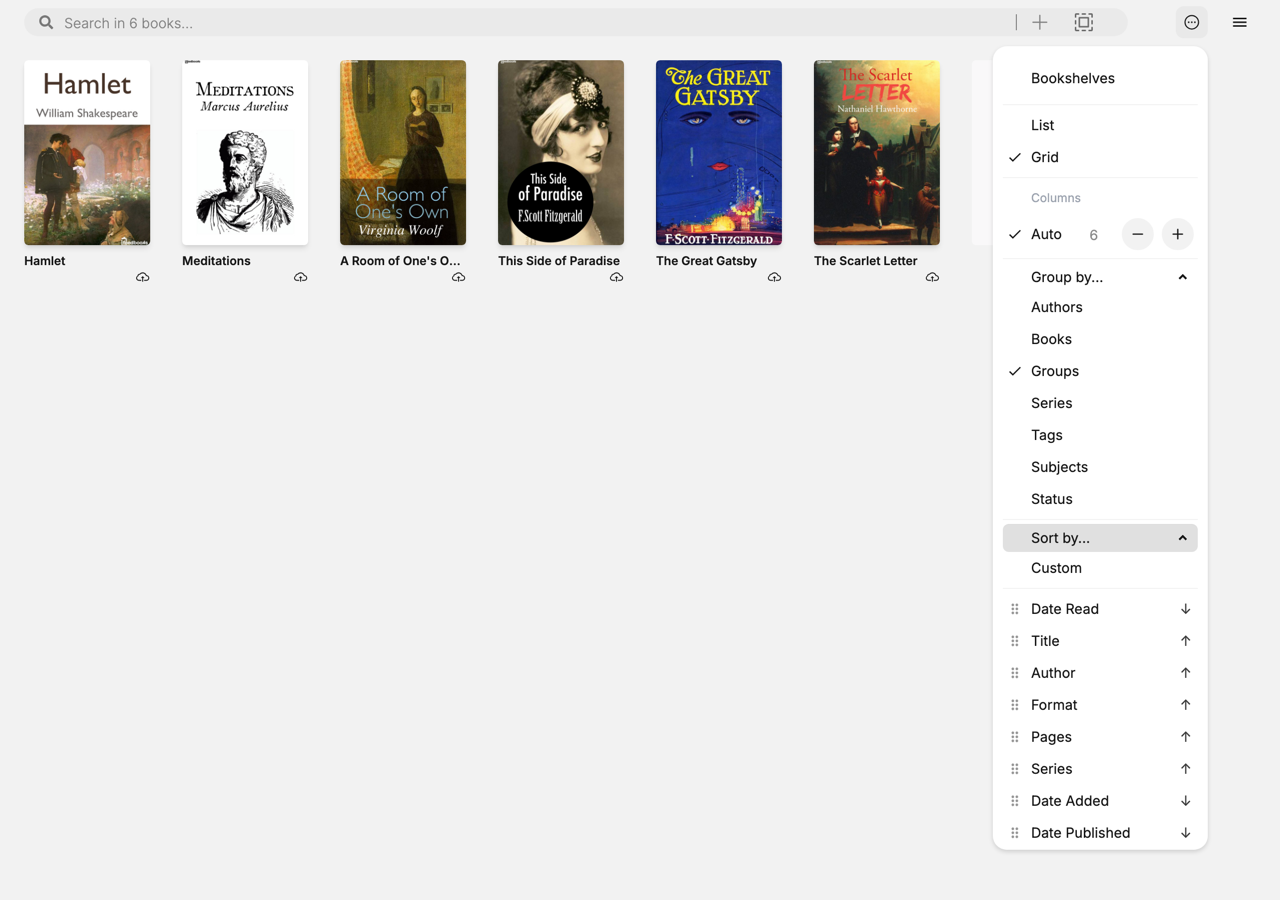 Search in 6 books...
Hamlet
William Shakespeare
feedbooks
MEDITATIONS
Marcus Aurelius
A Room of
One's Own
Virginia Woolf
This Side
of Paradise
F.Scott Fitzgerald
The GREAT
GATSBY
F·SCOTT·FITZGERALD
The Scarlet
LETTER
Nathaniel Hawthorne
Hamlet
Meditations
A Room of One's O...
This Side of Paradise
The Great Gatsby
The Scarlet Letter
Bookshelves
List
Grid
Columns
Auto 6
Group by...
Authors
Books
Groups
Series
Tags
Subjects
Status
Sort by...
Custom
Date Read
Title
Author
Format
Pages
Series
Date Added
Date Published